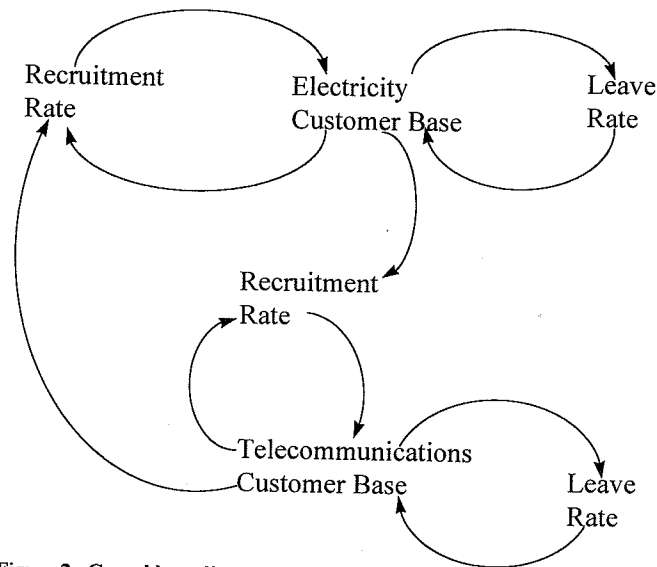 Recruitment
Rate
Electricity
Customer Base
Leave
Rate
Recruitment
Rate
Telecommunications
Customer Base
Leave
Rate